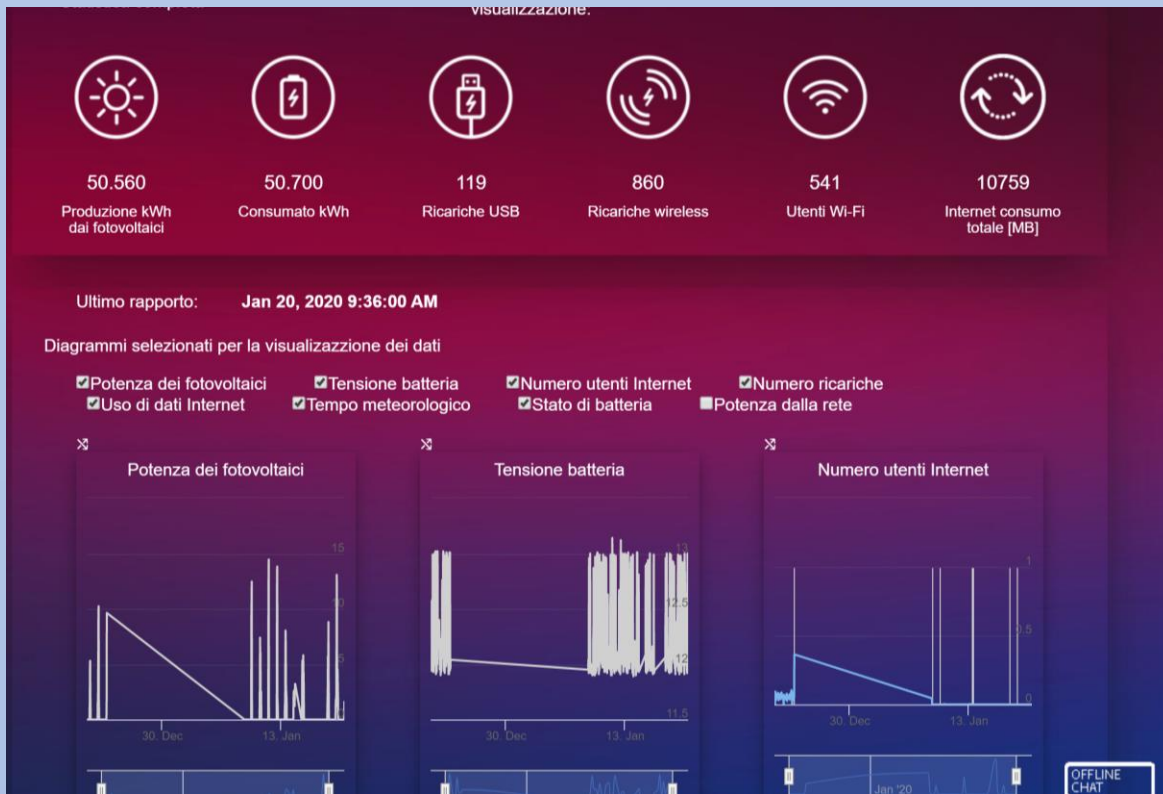 visualizzazione:
50.560
50.700
119
860
541
10759
Produzione kWh
dai fotovoltaici
Consumato kWh
Ricariche USB
Ricariche wireless
Utenti Wi-Fi
Internet consumo
totale [MB]
Ultimo rapporto: Jan 20, 2020 9:36:00 AM
Diagrammi selezionati per la visualizazzione dei dati
Potenza dei fotovoltaici Tensione batteria Numero utenti Internet Numero ricariche
Uso di dati Internet Tempo meteorologico Stato di batteria Potenza dalla rete
Potenza dei fotovoltaici
15
10
5
0
30. Dec 13. Jan
Tensione batteria
13
12.5
12
11.5
30. Dec 13. Jan
Numero utenti Internet
1
0.5
0
30. Dec 13. Jan
Jan '20
OFFLINE
CHAT